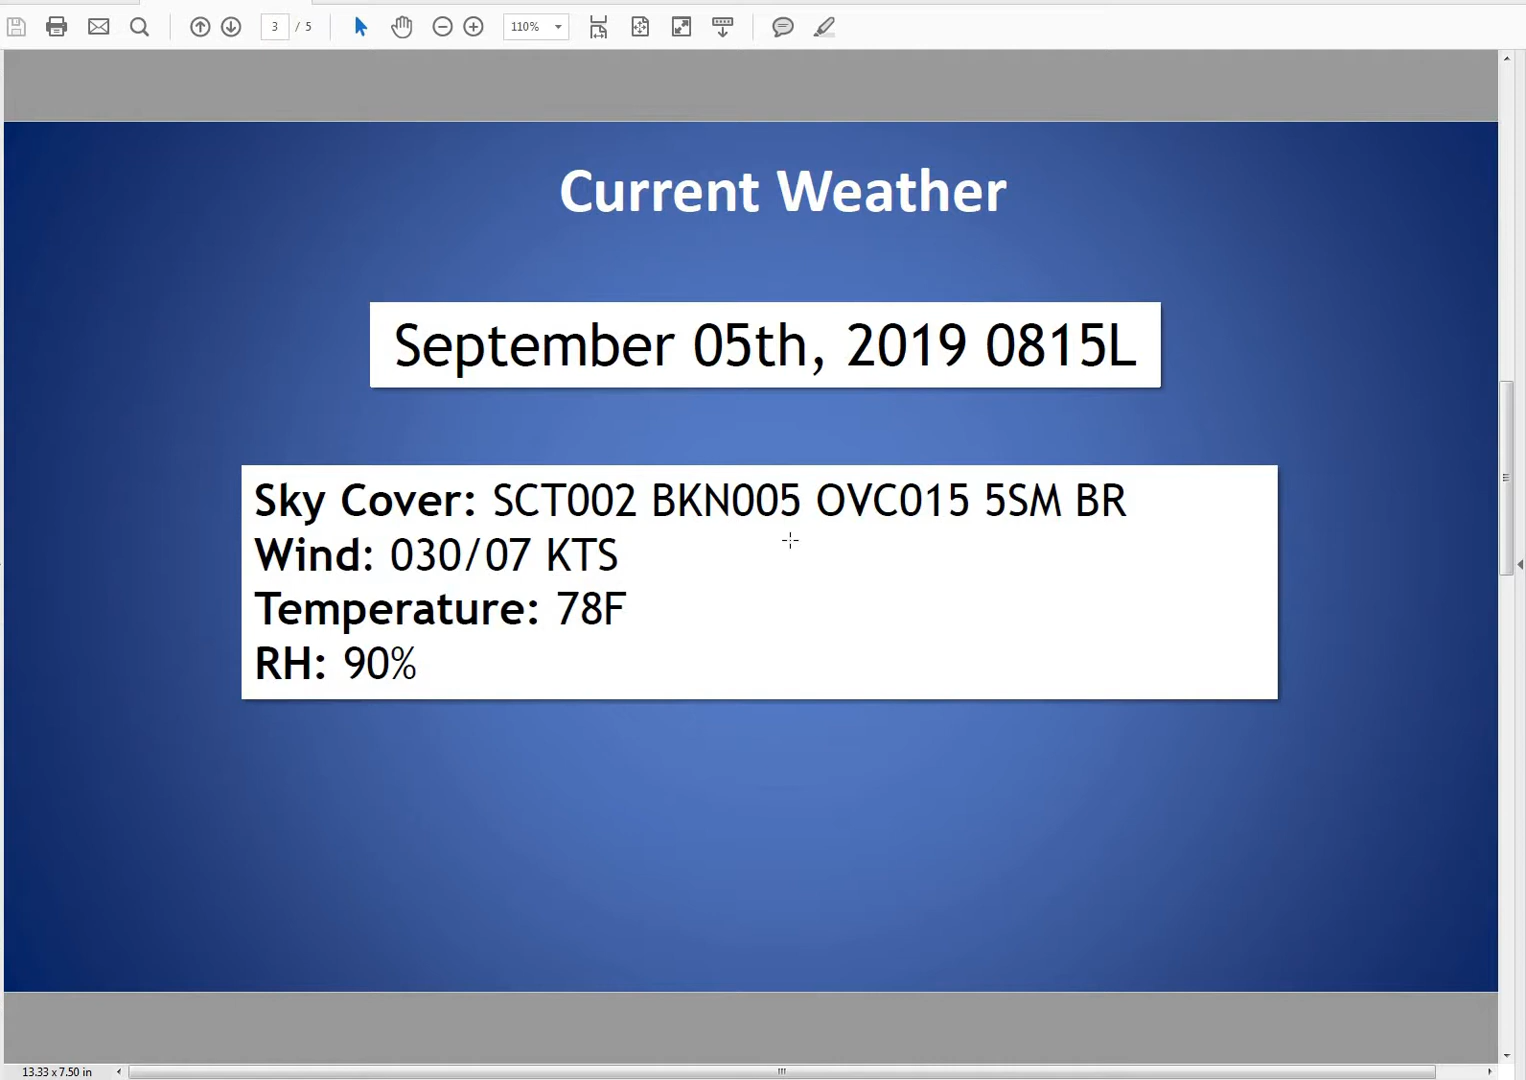 3 / 5
110%
Current Weather
September 05th, 2019 0815L
Sky Cover: SCT002 BKN005 OVC015 5SM BR
Wind: 030/07 KTS
Temperature: 78F
RH: 90%
13.33 x 7.50 in